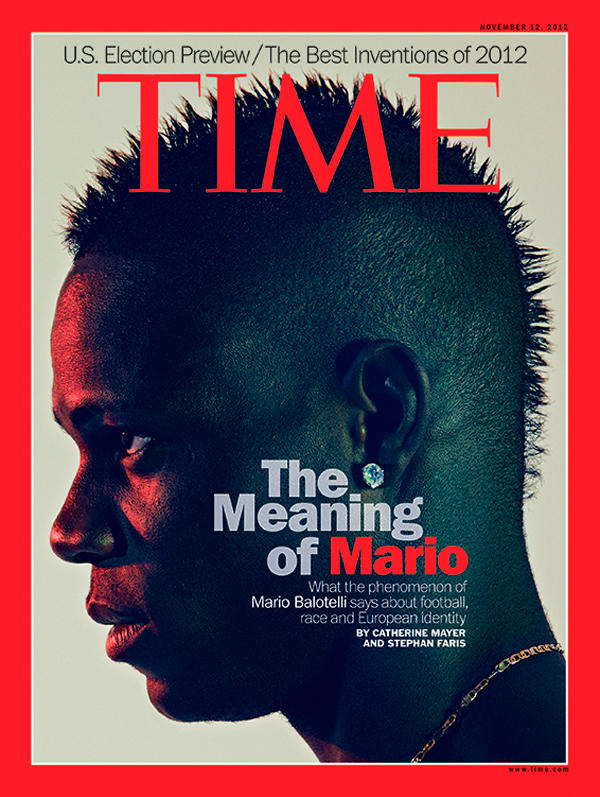 NOVEMBER 12, 2012
U.S. Election Preview/The Best Inventions of 2012
TIME
The
Meaning
of Mario
What the phenomenon of
Mario Balotelli says about football,
race and European identity
BY CATHERINE MAYER
AND STEPHAN FARIS
www.time.com